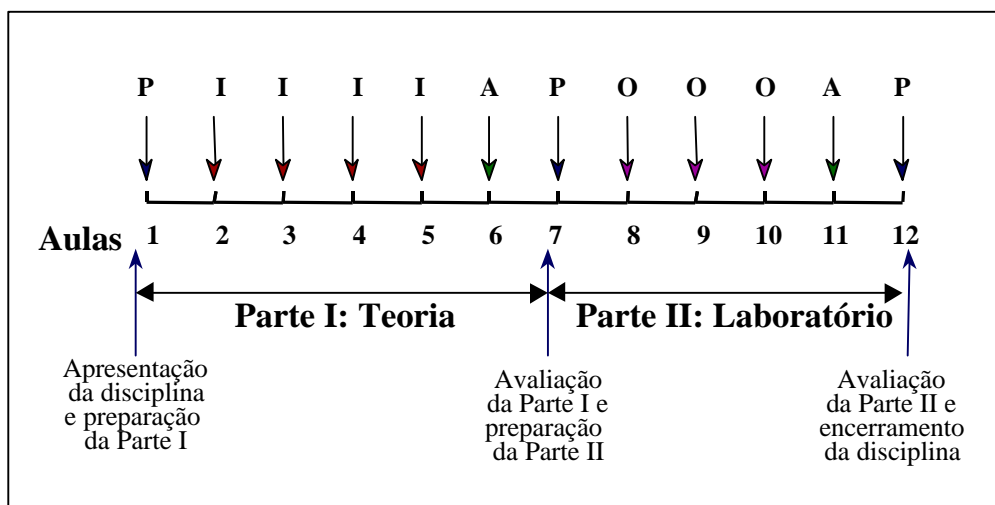 P I I I I A P O O O A P
Aulas 1 2 3 4 5 6 7 8 9 10 11 12
Parte I: Teoria Parte II: Laboratório
Apresentação
da disciplina
e preparação
da Parte I
Avaliação
da Parte I e
preparação
da Parte II
Avaliação
da Parte II e
encerramento
da disciplina